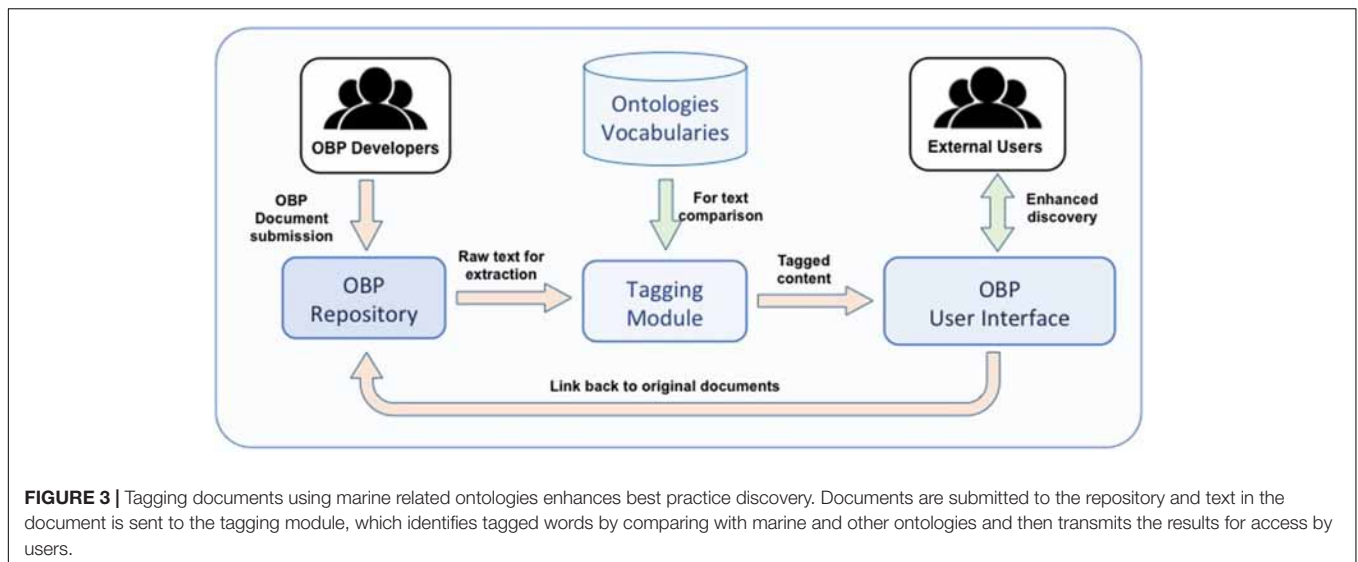 OBP Developers
Ontologies
Vocabularies
External Users
OBP
Document
submission
For text
comparison
Enhanced
discovery
OBP
Repository
Raw text for
extraction
Tagging
Module
Tagged
content
OBP
User Interface
Link back to original documents
FIGURE 3 | Tagging documents using marine related ontologies enhances best practice discovery. Documents are submitted to the repository and text in the
document is sent to the tagging module, which identifies tagged words by comparing with marine and other ontologies and then transmits the results for access by
users.